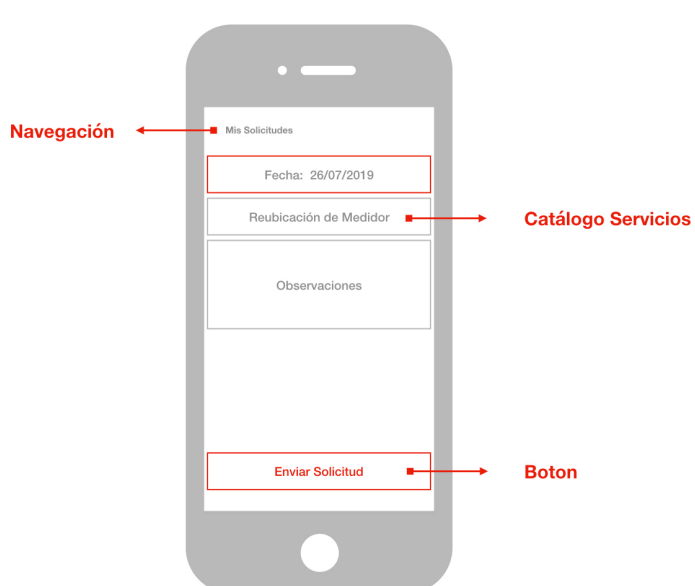 Navegación
Mis Solicitudes
Fecha: 26/07/2019
Reubicación de Medidor
Catálogo Servicios
Observaciones
Enviar Solicitud
Boton